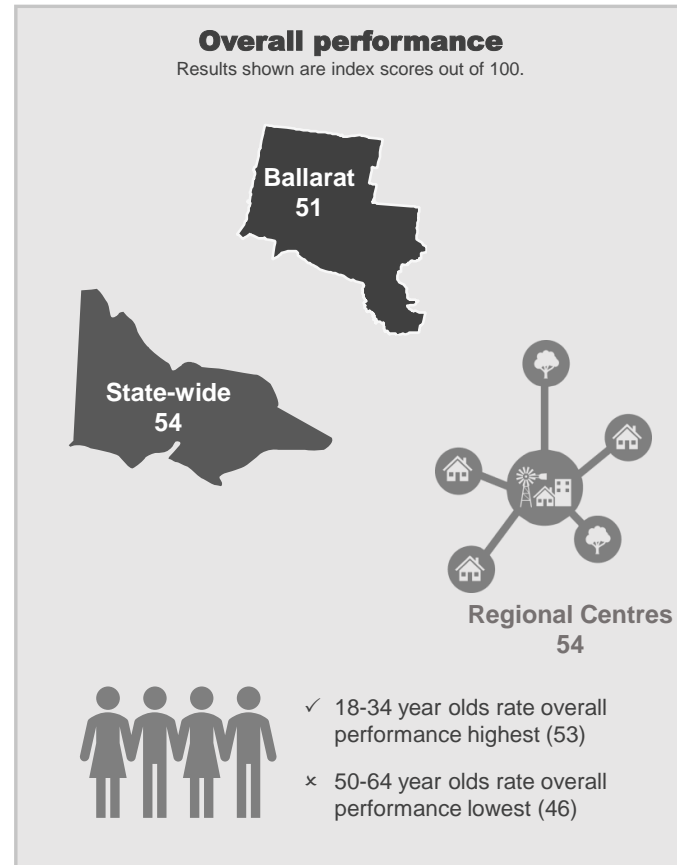 Overall performance
Results shown are index scores out of 100.
Ballarat
51
State-wide
54
Regional Centres
54
✓ 18-34 year olds rate overall
performance highest (53)
× 50-64 year olds rate overall
performance lowest (46)